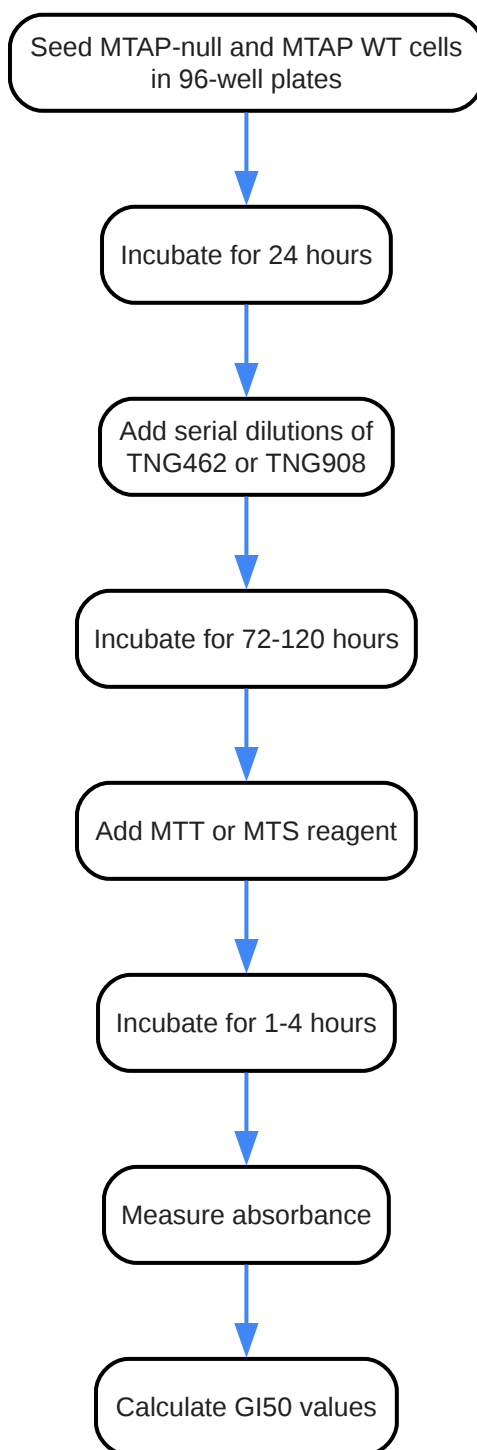 Seed MTAP-null and MTAP WT cells
in 96-well plates
Incubate for 24 hours
Add serial dilutions of
TNG462 or TNG908
Incubate for 72-120 hours
Add MTT or MTS reagent
Incubate for 1-4 hours
Measure absorbance
Calculate GI50 values